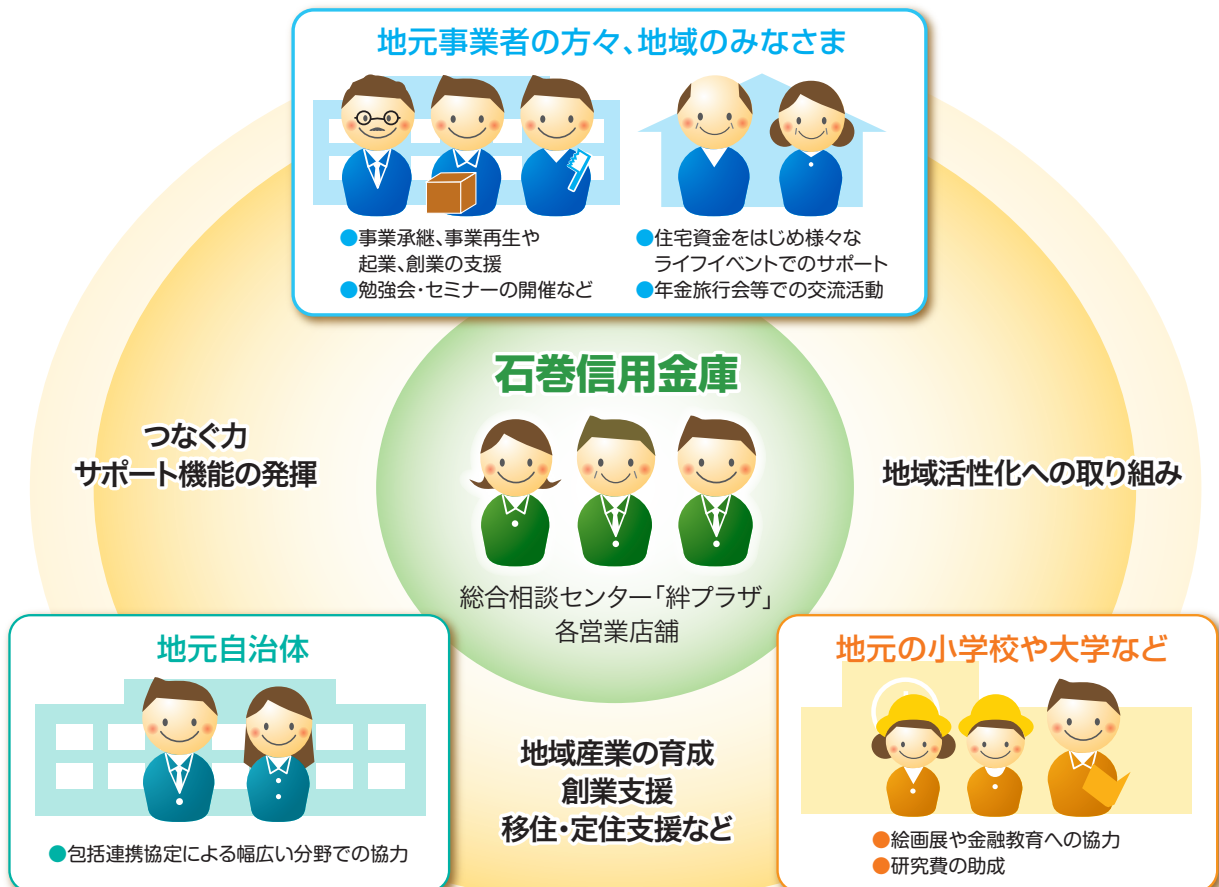 地元事業者の方々、地域のみなさま
●事業承継、事業再生や
起業、創業の支援
●勉強会・セミナーの開催など
●住宅資金をはじめ様々な
ライフイベントでのサポート
●年金旅行会等での交流活動
石巻信用金庫
つなぐ力
サポート機能の発揮
地域活性化への取り組み
総合相談センター「絆プラザ」
各営業店舗
地元自治体
●包括連携協定による幅広い分野での協力
地域産業の育成
創業支援
移住・定住支援など
地元の小学校や大学など
●絵画展や金融教育への協力
●研究費の助成